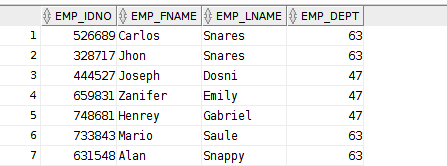 EMP_IDNO EMP_FNAME EMP_LNAME EMP_DEPT
1 526689 Carlos Snares 63
2 328717 Jhon Snares 63
3 444527 Joseph Dosni 47
4 659831 Zanifer Emily 47
5 748681 Henrey Gabriel 47
6 733843 Mario Saule 63
7 631548 Alan Snappy 63